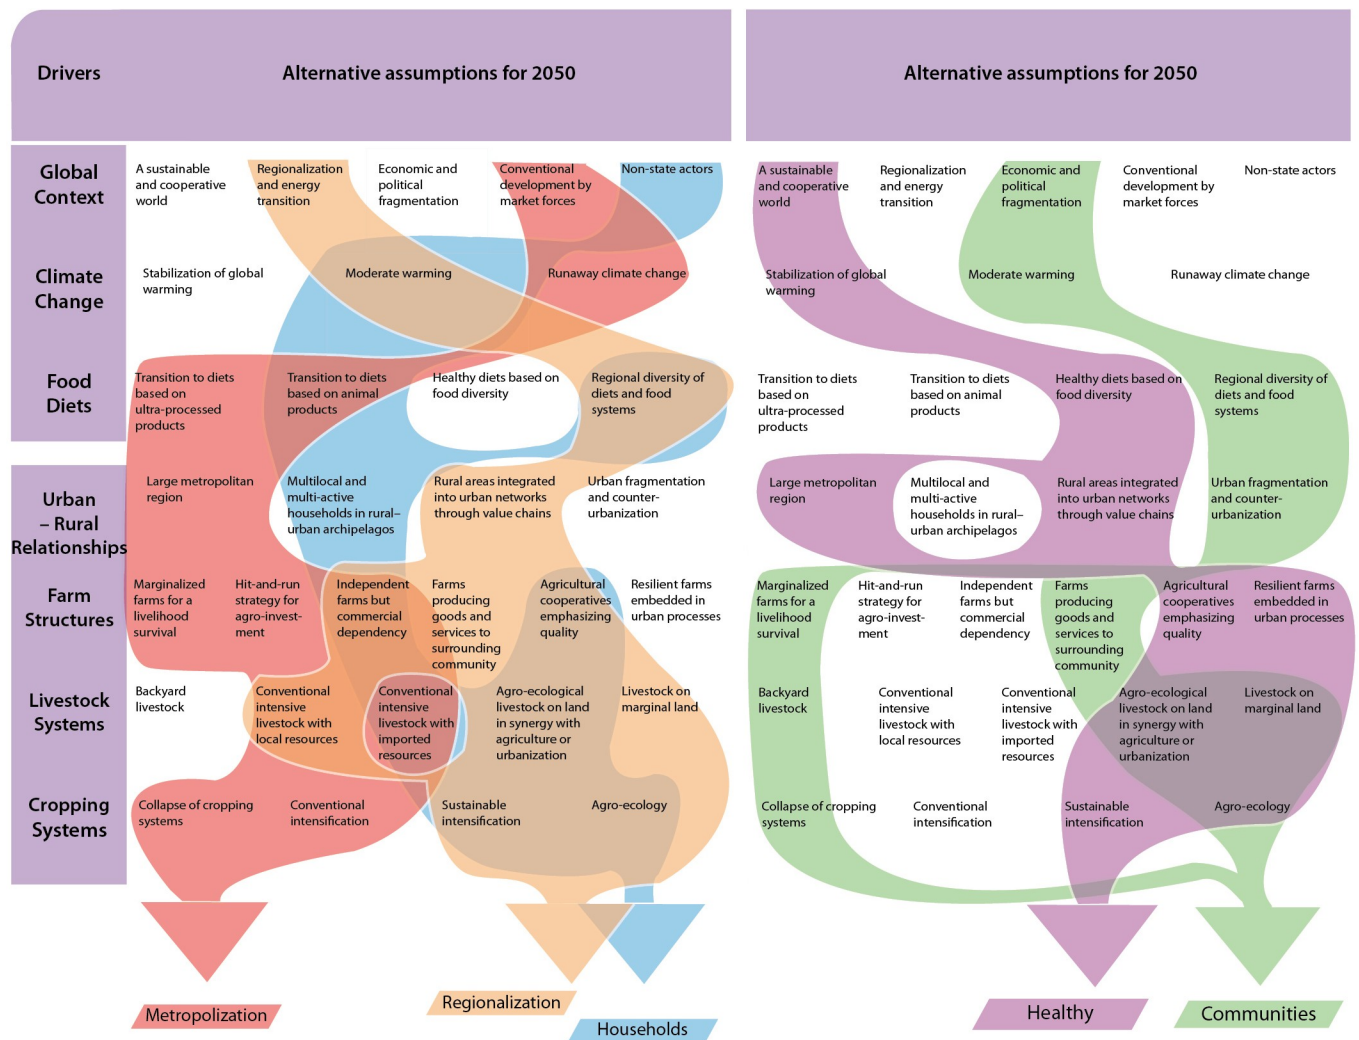 Drivers
Alternative assumptions for 2050
Alternative assumptions for 2050
Global
Context
A sustainable
and cooperative
world
Regionalization
and energy
transition
Economic and
political
fragmentation
Conventional
development by
market forces
Non-state actors
A sustainable
and cooperative
world
Regionalization
and energy
transition
Economic and
political
fragmentation
Conventional
development by
market forces
Non-state actors
Climate
Change
Stabilization of global
warming
Moderate warming
Runaway climate change
Stabilization of global
warming
Moderate warming
Runaway climate change
Food
Diets
Transition to diets
based on
ultra-processed
products
Transition to diets
based on animal
products
Healthy diets based on
food diversity
Regional diversity of
diets and food
systems
Transition to diets
based on
ultra-processed
products
Transition to diets
based on animal
products
Healthy diets based on
food diversity
Regional diversity of
diets and food
systems
Urban
– Rural
Relationships
Large metropolitan
region
Multilocal and
multi-active
households in rural–
urban archipelagos
Rural areas integrated
into urban networks
through value chains
Urban fragmentation
and counter-
urbanization
Large metropolitan
region
Multilocal and
multi-active
households in rural–
urban archipelagos
Rural areas integrated
into urban networks
through value chains
Urban fragmentation
and counter-
urbanization
Farm
Structures
Marginalized
farms for a
livelihood
survival
Hit-and-run
strategy for
agro-invest-
ment
Independent
farms but
commercial
dependency
Farms
producing
goods and
services to
surrounding
community
Agricultural
cooperatives
emphasizing
quality
Resilient farms
embedded in
urban processes
Marginalized
farms for a
livelihood
survival
Hit-and-run
strategy for
agro-invest-
ment
Independent
farms but
commercial
dependency
Farms
producing
goods and
services to
surrounding
community
Agricultural
cooperatives
emphasizing
quality
Resilient farms
embedded in
urban processes
Livestock
Systems
Backyard
livestock
Conventional
intensive
livestock with
local resources
Conventional
intensive
livestock with
imported
resources
Agro-ecological
livestock on land
in synergy with
agriculture or
urbanization
Livestock on
marginal land
Backyard
livestock
Conventional
intensive
livestock with
local resources
Conventional
intensive
livestock with
imported
resources
Agro-ecological
livestock on land
in synergy with
agriculture or
urbanization
Livestock on
marginal land
Cropping
Systems
Collapse of cropping
systems
Conventional
intensification
Sustainable
intensification
Agro-ecology
Collapse of cropping
systems
Conventional
intensification
Sustainable
intensification
Agro-ecology
Metropolization
Regionalization
Households
Healthy
Communities